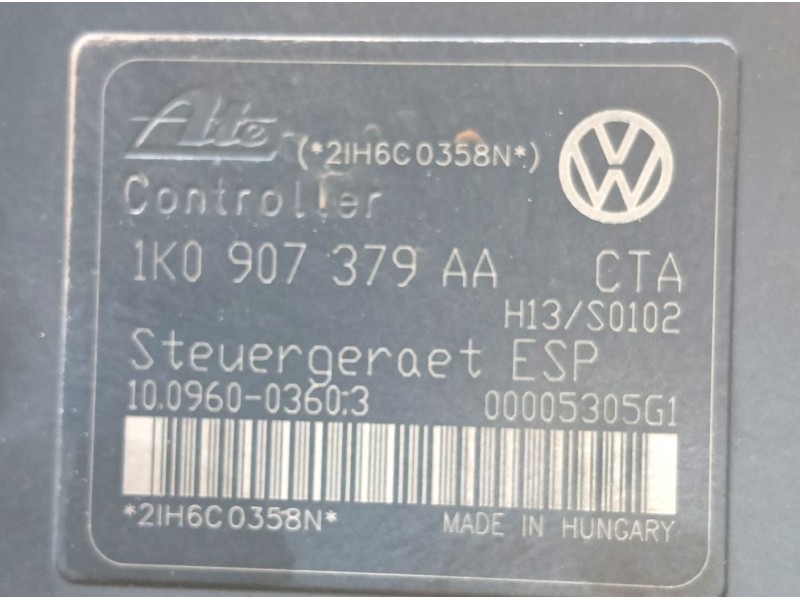 Ate
(*2IH6C0358N*)
Controller
1K0 907 379 AA CTA
H13/S0102
Steuergeraet ESP
10.0960-0360.3 00005305G1
*2IH6C0358N* MADE IN HUNGARY